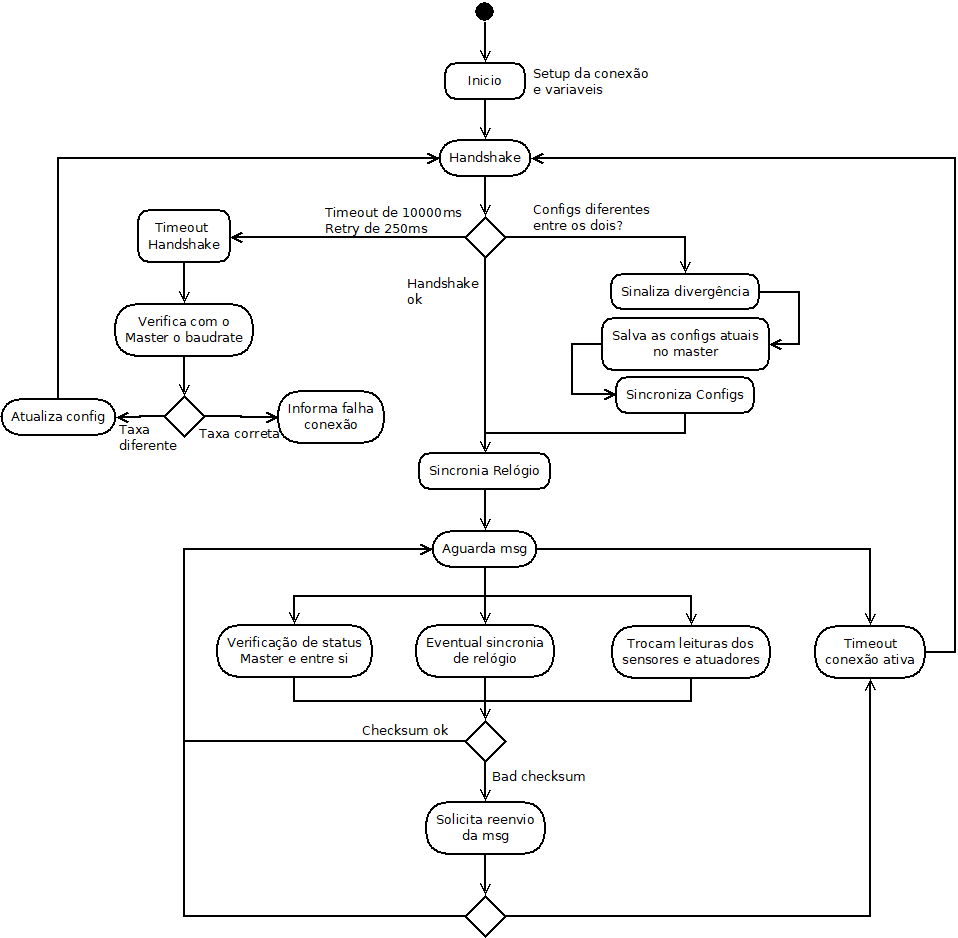 Inicio
Setup da conexão
e variaveis
Handshake
Timeout de 10000ms
Retry de 250ms
Configs diferentes
entre os dois?
Timeout
Handshake
Handshake
ok
Sinaliza divergência
Verifica com o
Master o baudrate
Salva as configs atuais
no master
Sincroniza Configs
Atualiza config
Taxa
diferente
Taxa correta
Informa falha
conexão
Sincronia Relógio
Aguarda msg
Verificação de status
Master e entre si
Eventual sincronia
de relógio
Trocam leituras dos
sensores e atuadores
Timeout
conexão ativa
Checksum ok
Bad checksum
Solicita reenvio
da msg